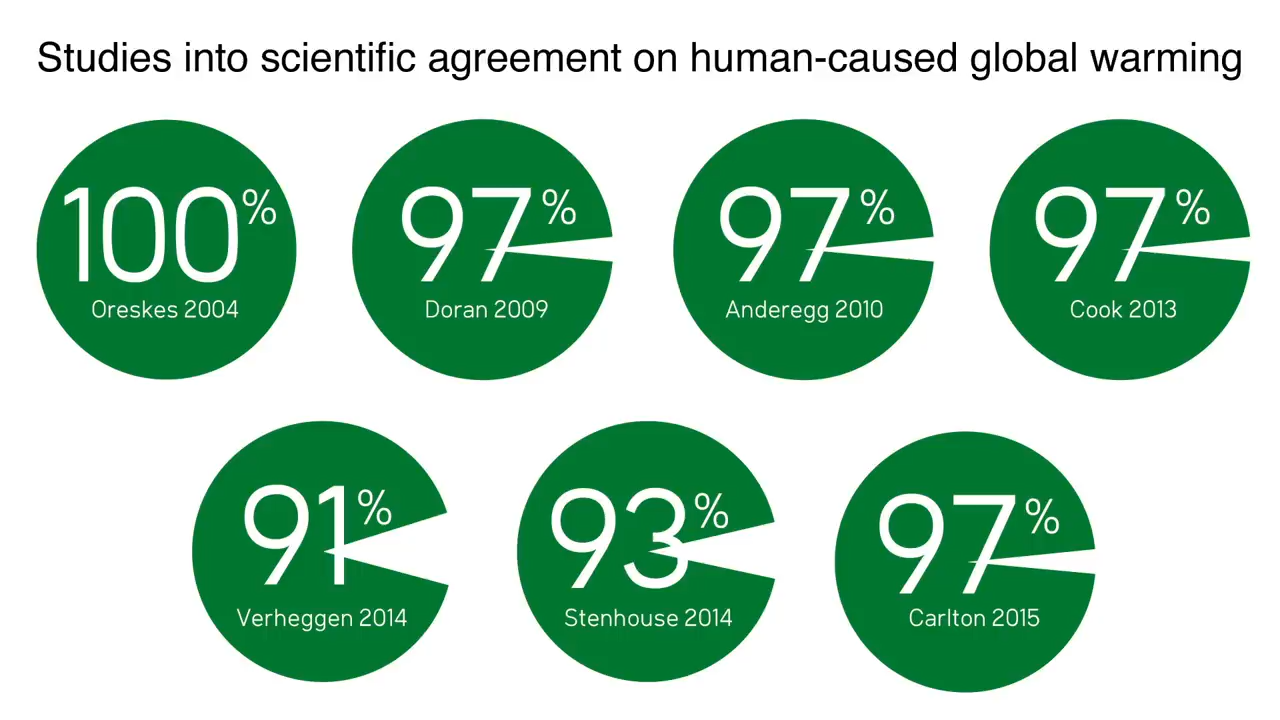 Studies into scientific agreement on human-caused global warming
100%
Oreskes 2004
97%
Doran 2009
97%
Anderegg 2010
97%
Cook 2013
91%
Verheggen 2014
93%
Stenhouse 2014
97%
Carlton 2015